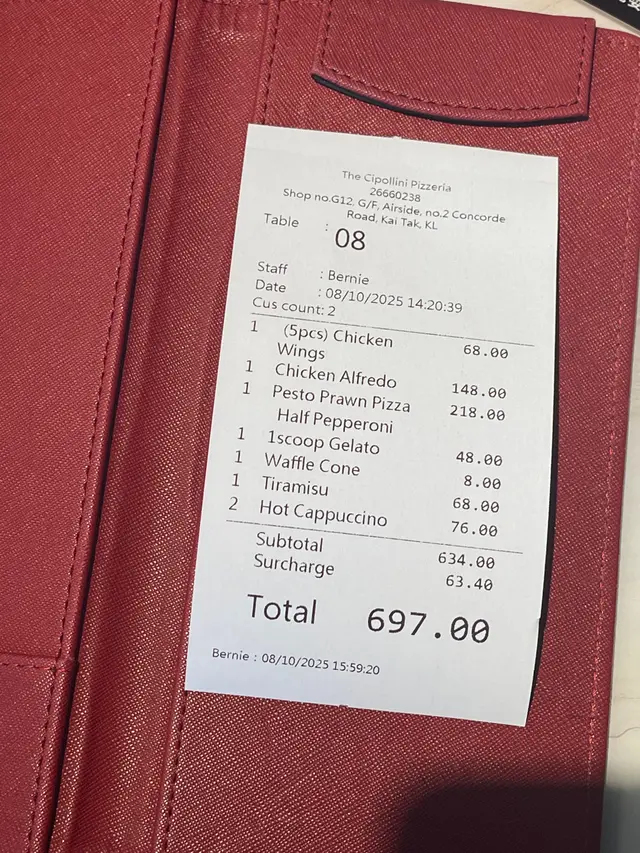 The Cipollini Pizzeria
26660238
Shop no.G12, G/F, Airside, no.2 Concorde
Road, Kai Tak, KL
Table : 08
Staff : Bernie
Date : 08/10/2025 14:20:39
Cus count: 2
1 (5pcs) Chicken Wings 68.00
1 Chicken Alfredo 148.00
1 Pesto Prawn Pizza 218.00
Half Pepperoni
1 1scoop Gelato 48.00
1 Waffle Cone 8.00
1 Tiramisu 68.00
2 Hot Cappuccino 76.00
Subtotal 634.00
Surcharge 63.40
Total 697.00
Bernie : 08/10/2025 15:59:20